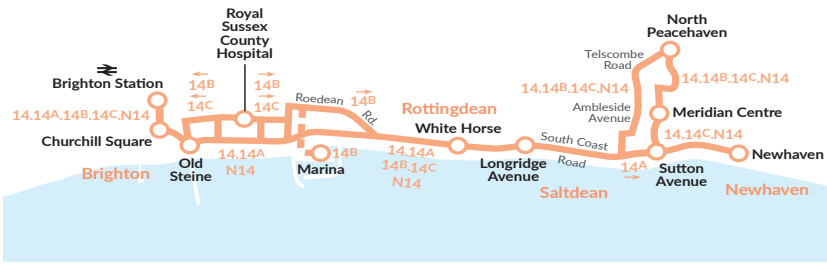 Royal
Sussex
County
Hospital
North
Peacehaven
Telscombe
Road
Brighton Station
14B
14B
14C
14C
Roedean
Rd.
14B
14.14B.14C.N14
14.14B.14C.N14
14.14A.14B.14C.N14
Rottingdean
Ambleside
Avenue
Meridian Centre
White Horse
Churchill Square
14.14C.N14
South Coast
Road
Old
Steine
14.14A
N14
14B
Marina
14.14A
14B.14C
N14
Longridge
Avenue
14A
Sutton
Avenue
Newhaven
Brighton
Saltdean
Newhaven